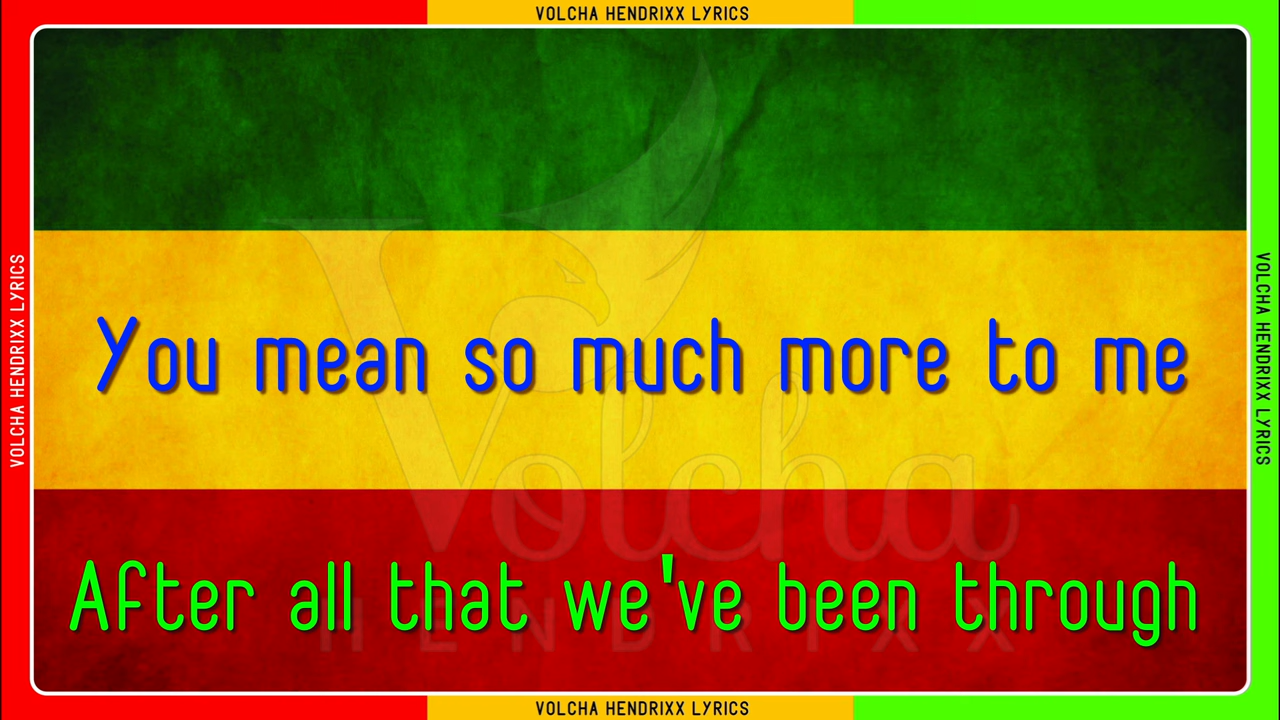 VOLCHA HENDRIXX LYRICS
VOLCHA HENDRIXX LYRICS
You mean so much more to me
After all that we've been through
Volcha
HENDRIXX
VOLCHA HENDRIXX LYRICS
VOLCHA HENDRIXX LYRICS